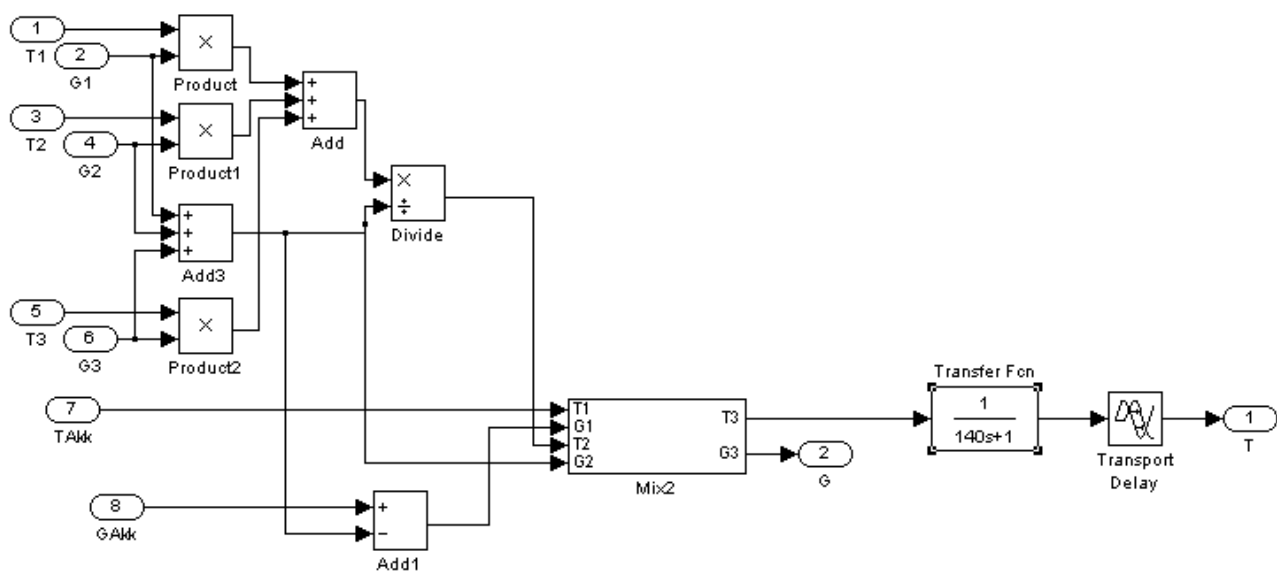 1
T1
2
G1
×
Product
3
T2
4
G2
×
Product1
+
+
+
Add
×
÷
Divide
+
+
+
Add3
5
T3
6
G3
×
Product2
7
TAkk
8
GAkk
+
−
Add1
T1
G1
T2
G2
T3
G3
Mix2
2
G
Transfer Fcn
1
140s+1
Transport
Delay
1
T